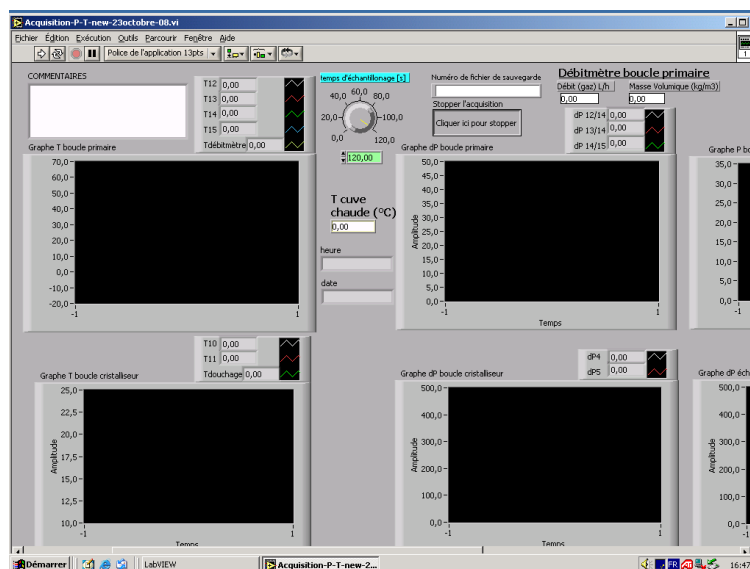 Acquisition-P-T-new-23octobre-08.vi
Fichier Edition Exécution Outils Parcourir Fenêtre Aide
Police de l'application 13pts
1
COMMENTAIRES
T12 0,00
T13 0,00
T14 0,00
T15 0,00
Tdébitmètre 0,00
temps d'échantillonage [s]
40,0 60,0 80,0
20,0 100,0
0,0 120,0
120,00
Numéro de fichier de sauvegarde
Stopper l'acquisition
Cliquer ici pour stopper
Débitmètre boucle primaire
Débit (gaz) L/h Masse Volumique (kg/m3)
0,00 0,00
dP 12/14 0,00
dP 13/14 0,00
dP 14/15 0,00
Graphe T boucle primaire
70,0
60,0
50,0
40,0
30,0
20,0
10,0
0,0
-10,0
-20,0
-1 1
T cuve
chaude (°C)
0,00
heure
date
Graphe dP boucle primaire
50,0
45,0
40,0
35,0
30,0
25,0
20,0
15,0
10,0
5,0
0,0
Amplitude
-1 1
Temps
Graphe P bo
35,0
30,0
25,0
20,0
15,0
10,0
5,0
0,0
-1
T10 0,00
T11 0,00
Tdouchage 0,00
Graphe T boucle cristalliseur
25,0
22,5
20,0
17,5
15,0
12,5
10,0
Amplitude
-1 1
Temps
dP4 0,00
dP5 0,00
Graphe dP boucle cristalliseur
500,0
400,0
300,0
200,0
100,0
0,0
Amplitude
-1 1
Temps
Graphe dP éch
500,0
400,0
300,0
200,0
100,0
0,0
Amplitude
-1
Démarrer LabVIEW Acquisition-P-T-new-2... FR 16:47